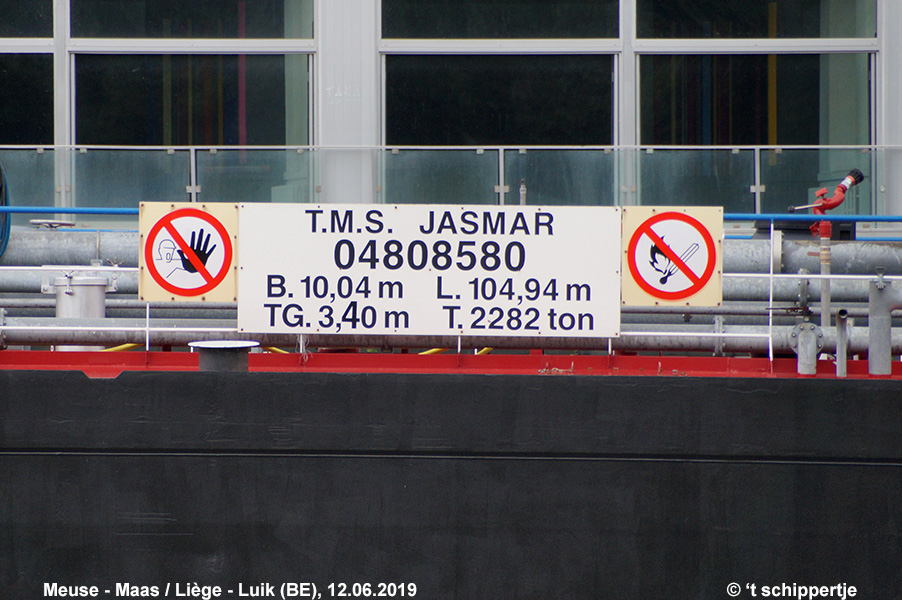 T.M.S. JASMAR
04808580
B. 10,04 m L. 104,94 m
TG. 3,40 m T. 2282 ton
Meuse - Maas / Liège - Luik (BE), 12.06.2019 © ‘t schippertje